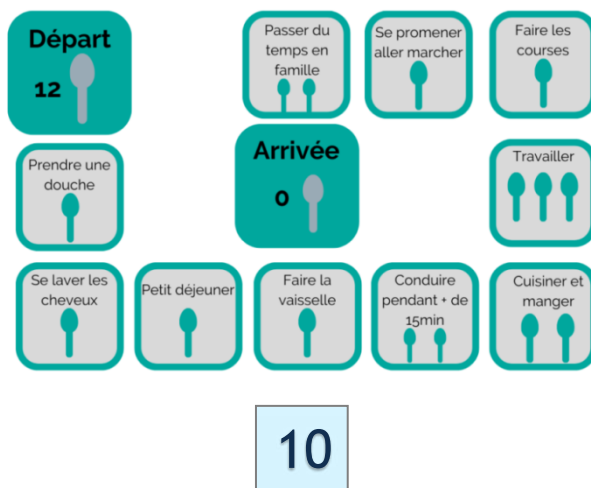 Départ
12
Passer du
temps en
famille
Se promener
aller marcher
Faire les
courses
Prendre une
douche
Arrivée
0
Travailler
Se laver les
cheveux
Petit déjeuner
Faire la
vaisselle
Conduire
pendant + de
15min
Cuisiner et
manger
10